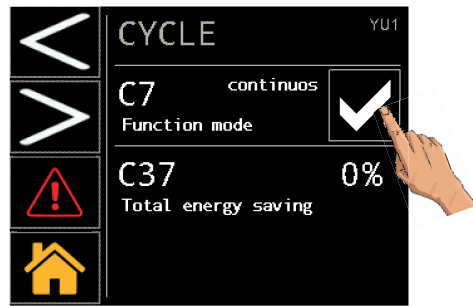 CYCLE YU1
C7 continuos
Function mode
C37 0%
Total energy saving